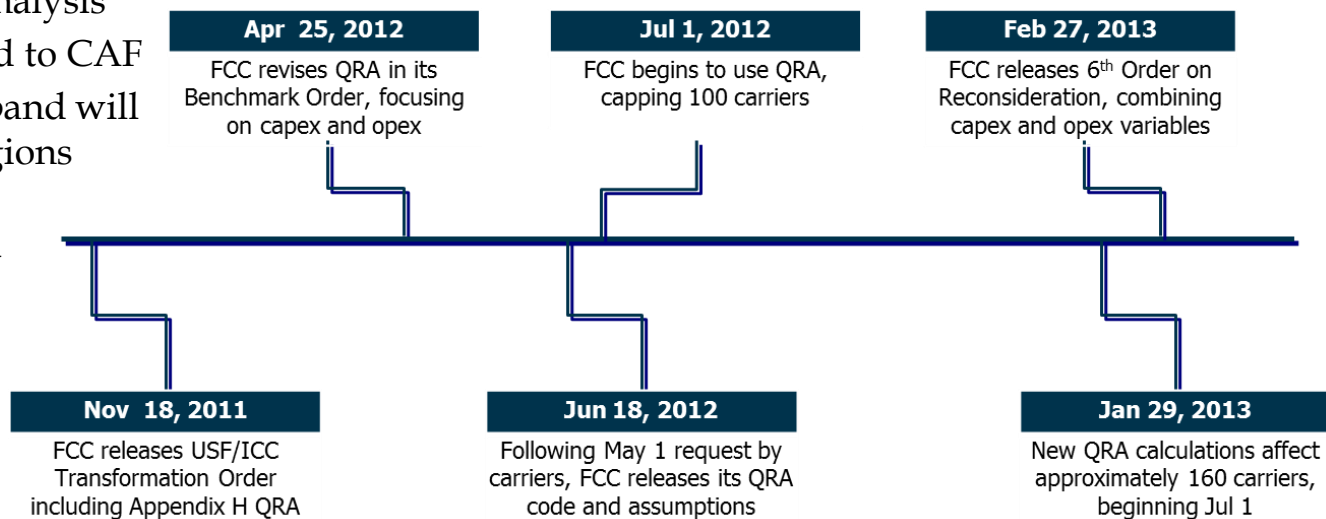 d to CAF
will
Apr 25, 2012
FCC revises QRA in its
Benchmark Order, focusing
on capex and opex
Jul 1, 2012
FCC begins to use QRA,
capping 100 carriers
Feb 27, 2013
FCC releases 6th Order on
Reconsideration, combining
capex and opex variables
Nov 18, 2011
FCC releases USF/ICC
Transformation Order
including Appendix H QRA
Jun 18, 2012
Following May 1 request by
carriers, FCC releases its QRA
code and assumptions
Jan 29, 2013
New QRA calculations affect
approximately 160 carriers,
beginning Jul 1